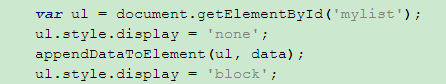 var ul = document.getElementById('mylist');
ul.style.display = 'none';
appendDataToElement(ul, data);
ul.style.display = 'block';